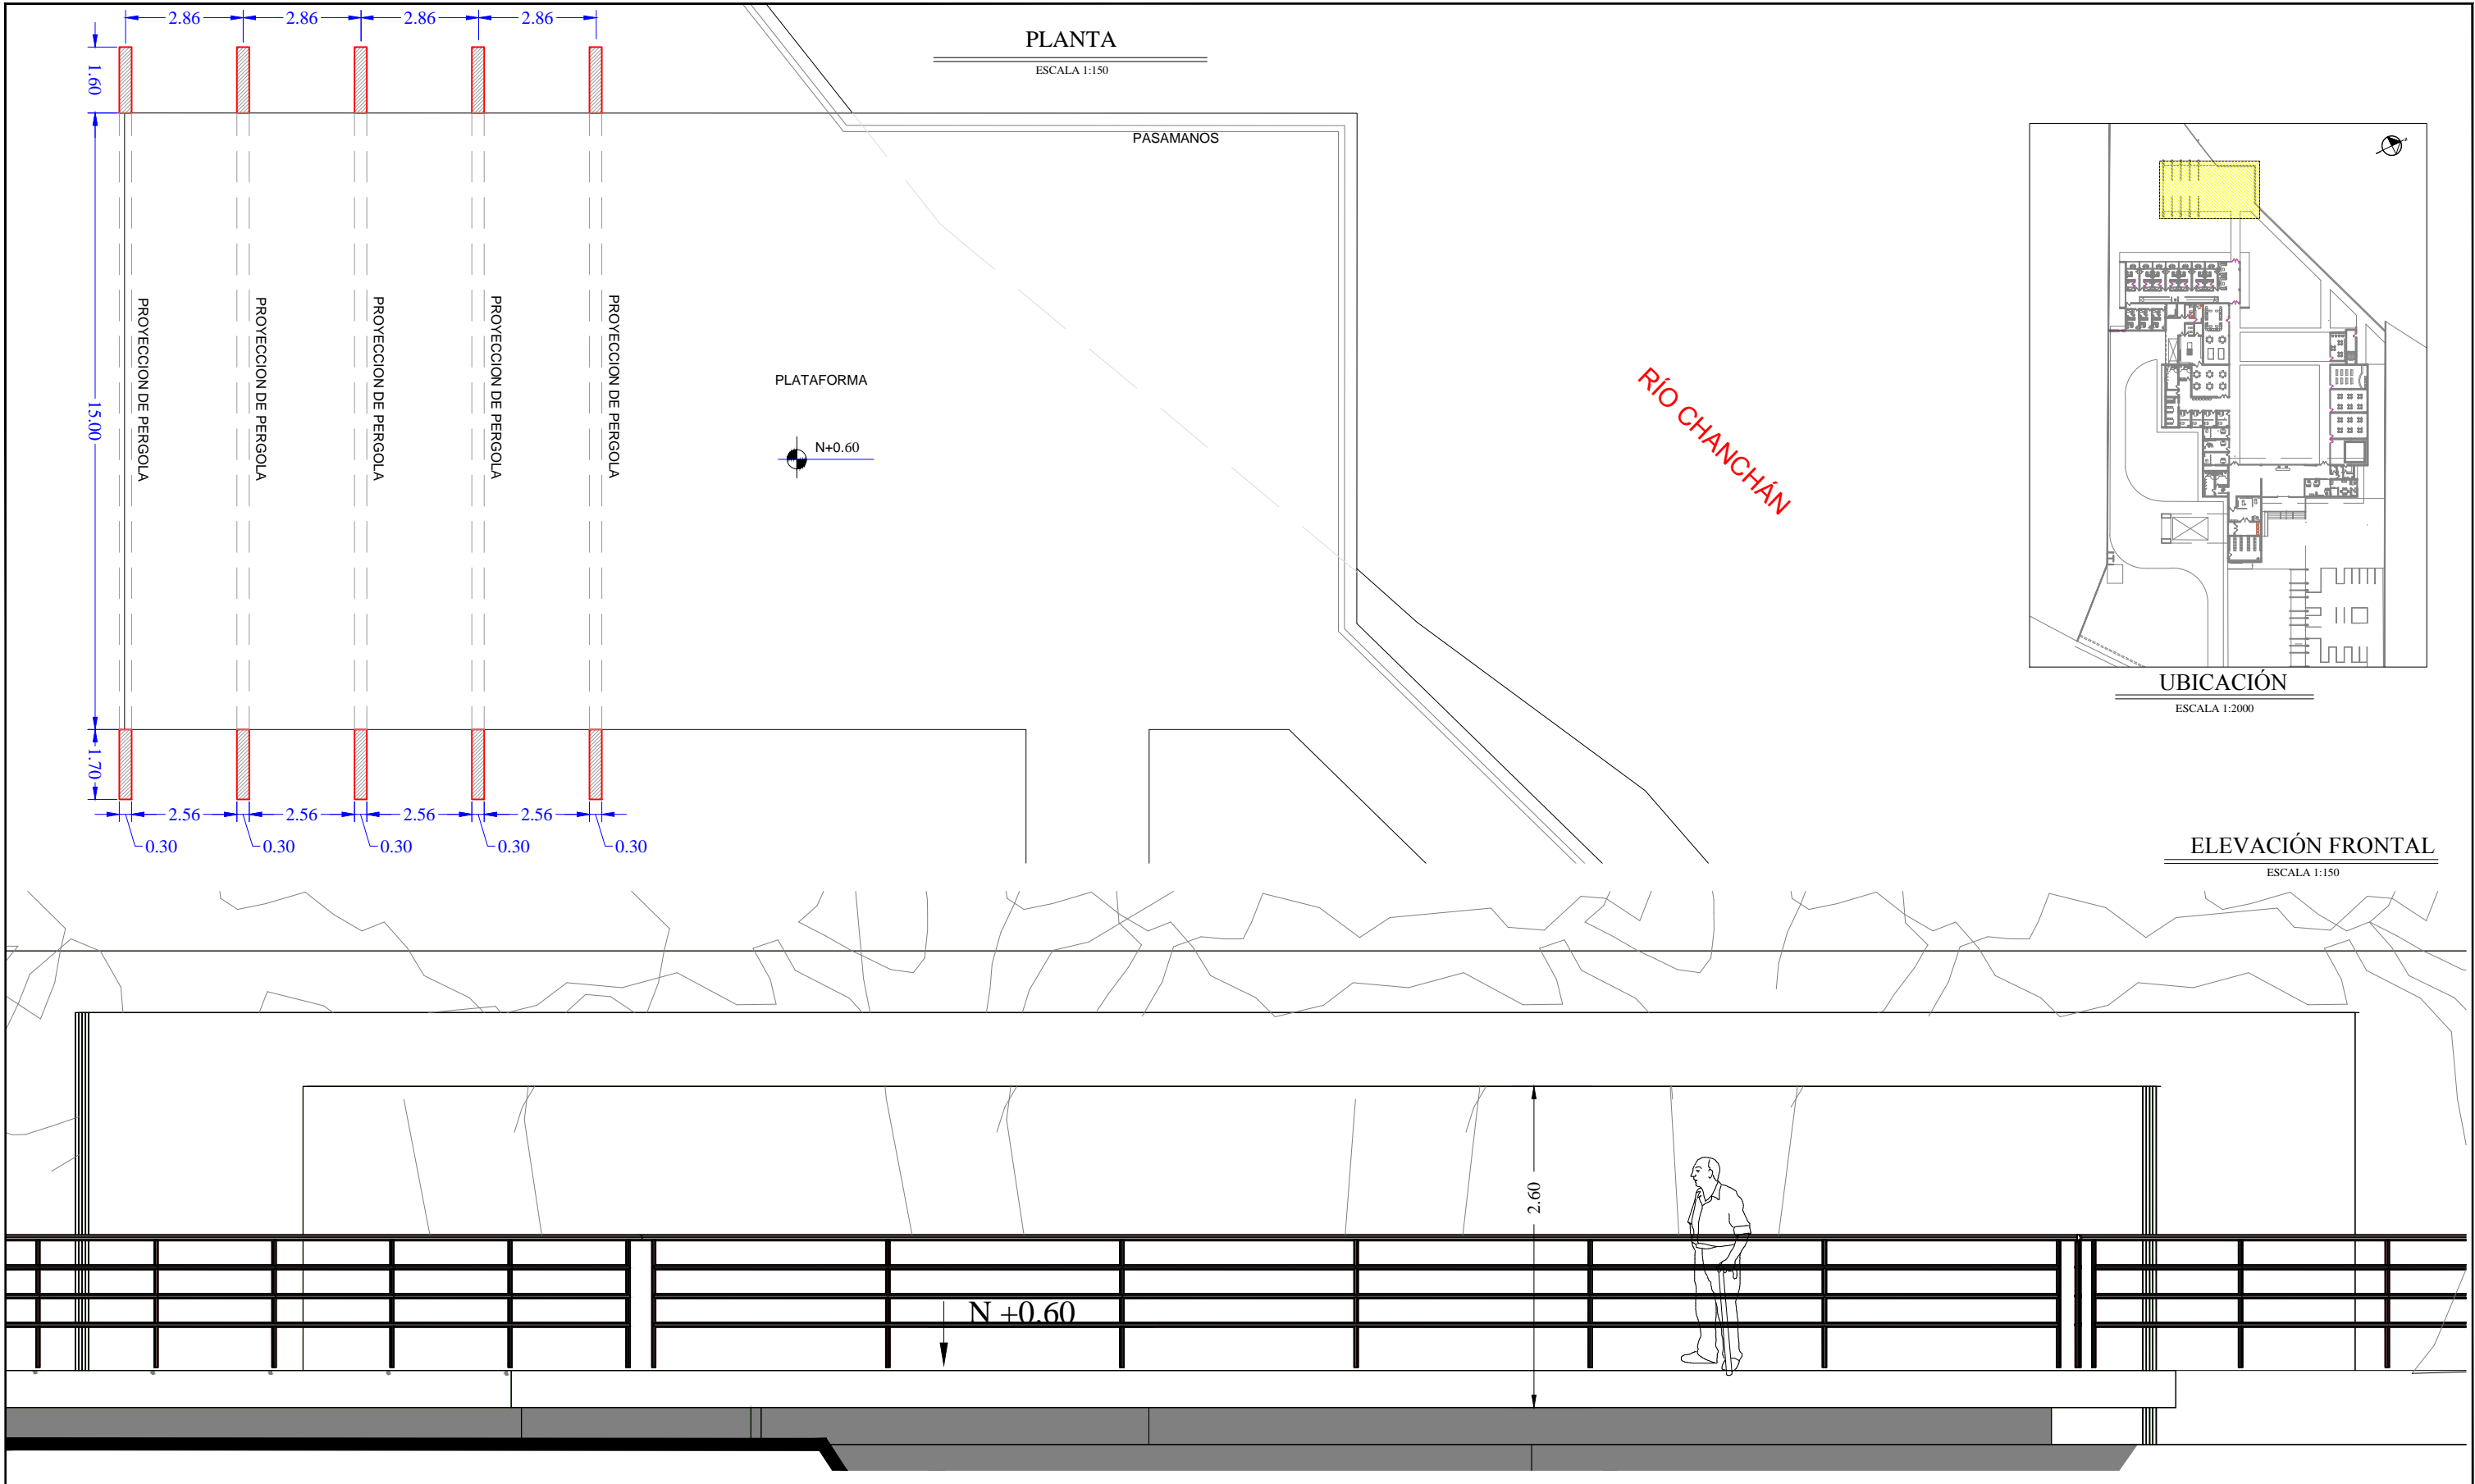 2.86 2.86 2.86 2.86
PLANTA
ESCALA 1:150
1.60
PASAMANOS
15.00
PROYECCION DE PERGOLA
PROYECCION DE PERGOLA
PROYECCION DE PERGOLA
PROYECCION DE PERGOLA
PROYECCION DE PERGOLA
PLATAFORMA
N+0.60
RÍO CHANCHÁN
UBICACIÓN
ESCALA 1:2000
1.70
2.56 2.56 2.56 2.56
0.30 0.30 0.30 0.30 0.30
ELEVACIÓN FRONTAL
ESCALA 1:150
2.60
N +0.60